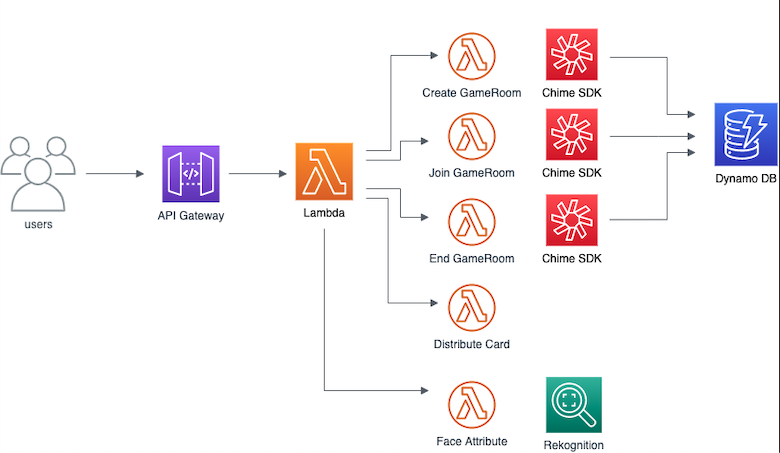 Create GameRoom
Chime SDK
Join GameRoom
Chime SDK
Dynamo DB
users
API Gateway
Lambda
End GameRoom
Chime SDK
Distribute Card
Face Attribute
Rekognition